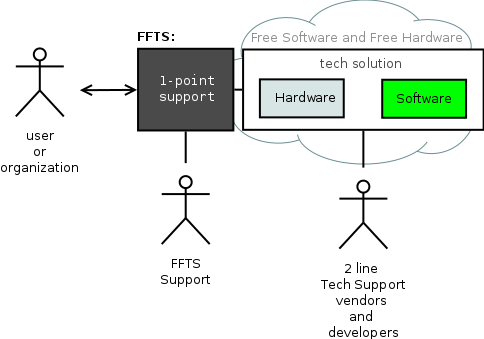 FFTS:
Free Software and Free Hardware
tech solution
1-point
support
Hardware
Software
user
or
organization
FFTS
Support
2 line
Tech Support
vendors
and
developers